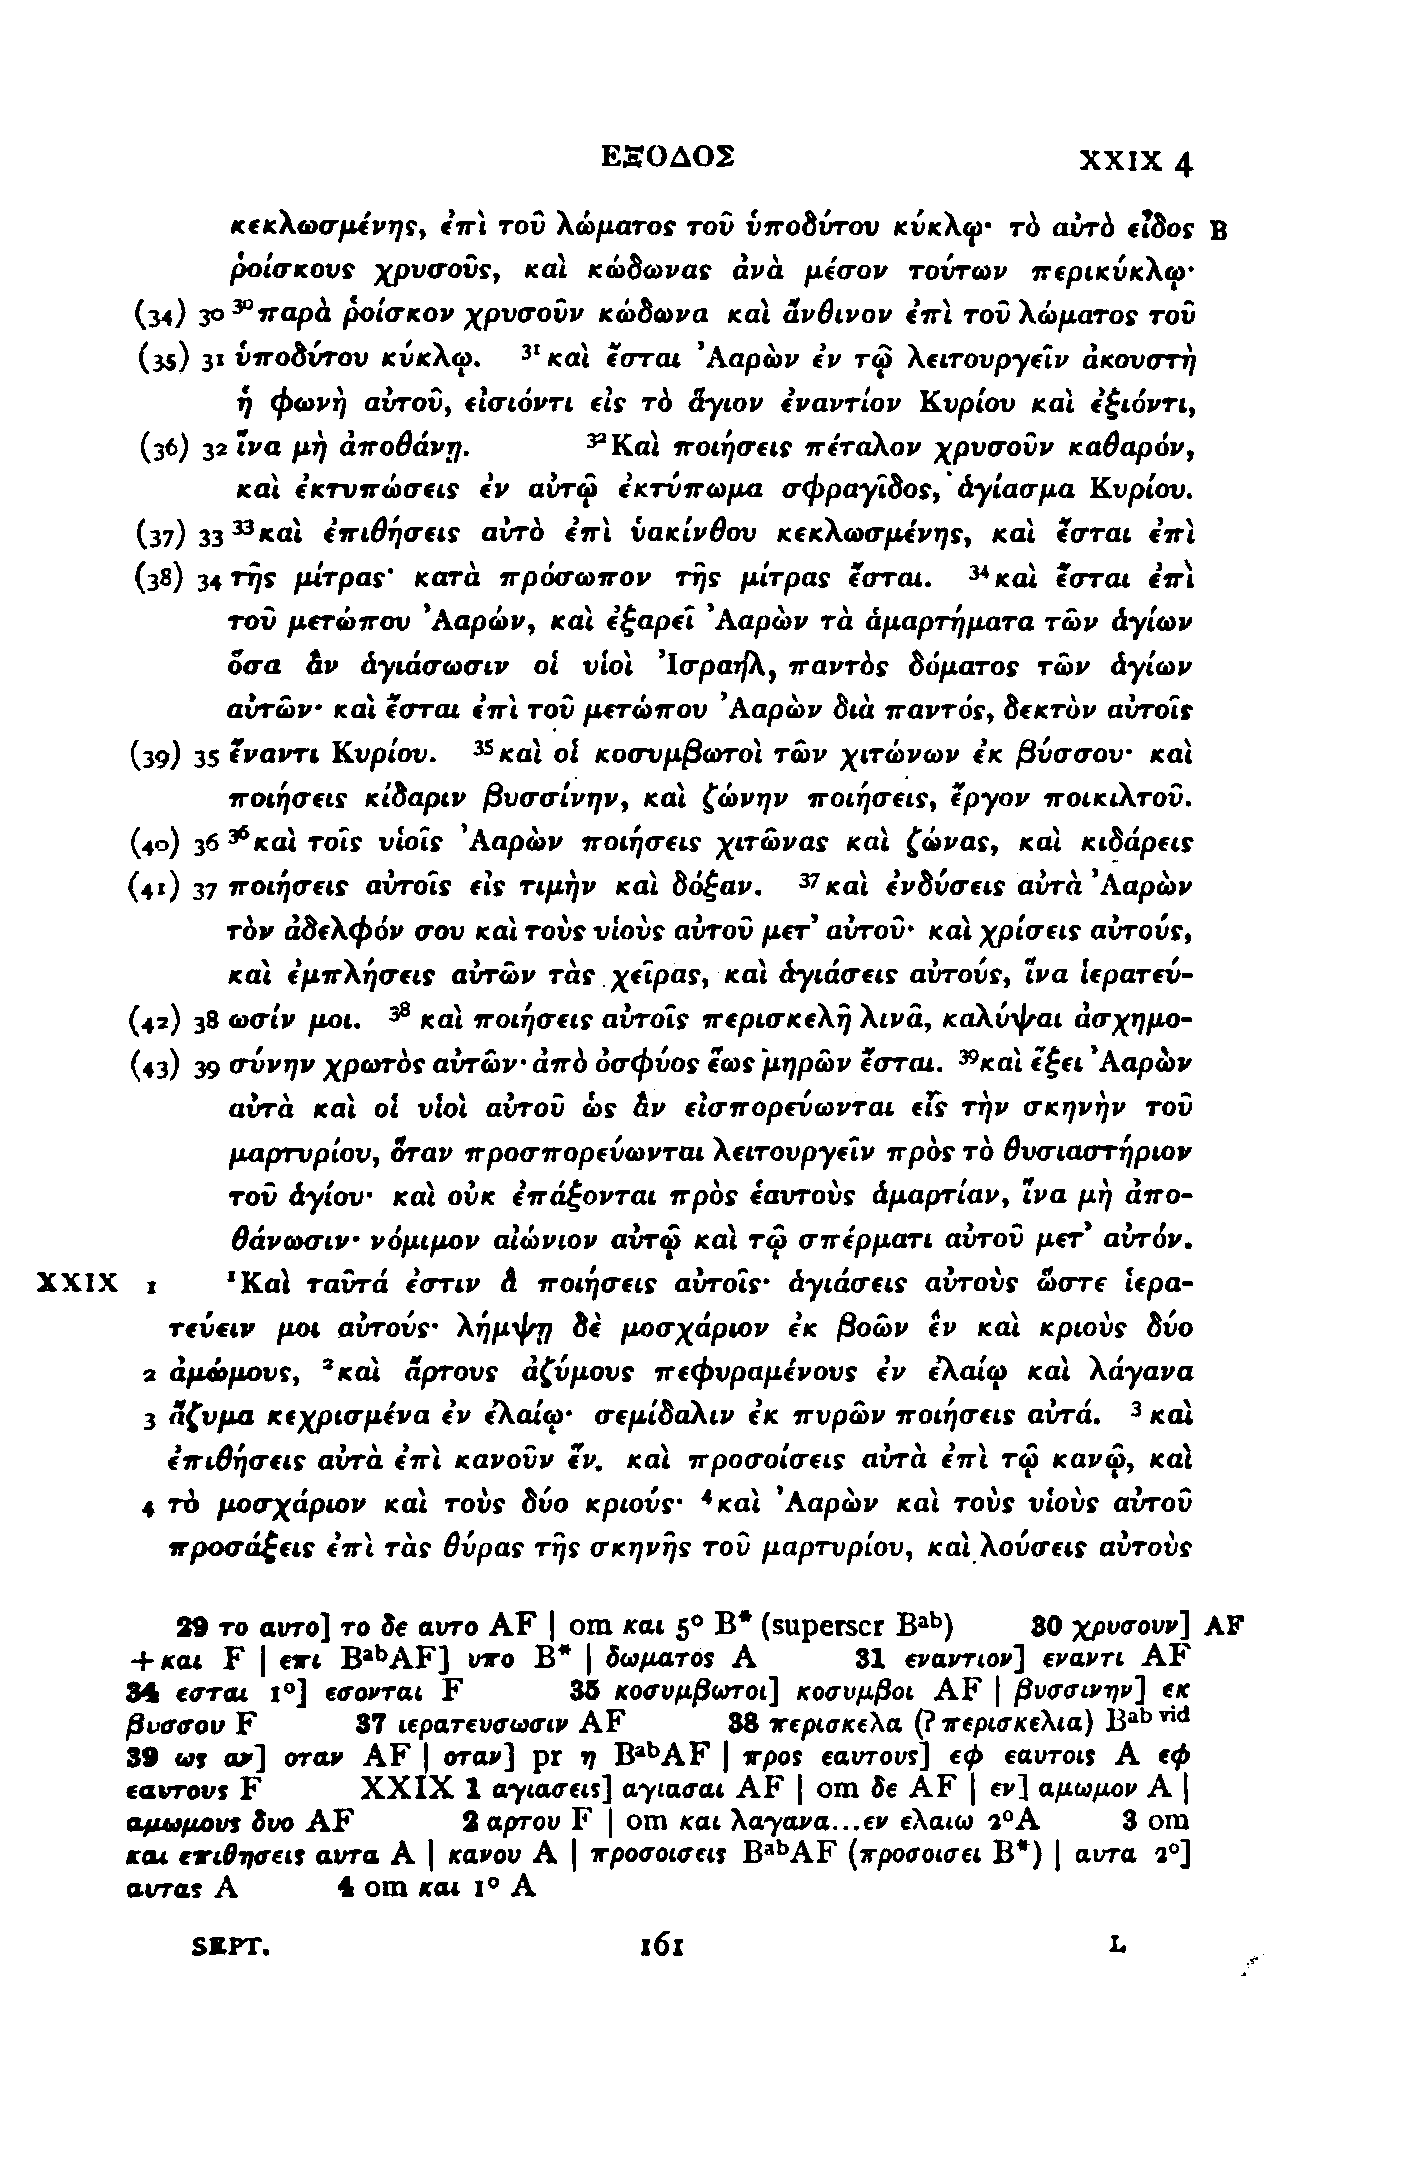 ΕΞΟΔΟΣ XXIX 4
κεκλωσμένης, ἐπὶ τοῦ λώματος τοῦ ὑποδύτου κύκλῳ· τὸ αὐτὸ εἶδος B
ῥοίσκους χρυσοῦς, καὶ κώδωνας ἀνὰ μέσον τούτων περικύκλῳ·
(34) 30 ³⁰παρὰ ῥοίσκον χρυσοῦν κώδωνα καὶ ἄνθινον ἐπὶ τοῦ λώματος τοῦ
(35) 31 ὑποδύτου κύκλῳ. ³¹καὶ ἔσται Ἀαρὼν ἐν τῷ λειτουργεῖν ἀκουστὴ
ἡ φωνὴ αὐτοῦ, εἰσιόντι εἰς τὸ ἅγιον ἐναντίον Κυρίου καὶ ἐξιόντι,
(36) 32 ἵνα μὴ ἀποθάνῃ. ³²Καὶ ποιήσεις πέταλον χρυσοῦν καθαρόν,
καὶ ἐκτυπώσεις ἐν αὐτῷ ἐκτύπωμα σφραγῖδος, ἁγίασμα Κυρίου.
(37) 33 ³³καὶ ἐπιθήσεις αὐτὸ ἐπὶ ὑακίνθου κεκλωσμένης, καὶ ἔσται ἐπὶ
(38) 34 τῆς μίτρας· κατὰ πρόσωπον τῆς μίτρας ἔσται. ³⁴καὶ ἔσται ἐπὶ
τοῦ μετώπου Ἀαρών, καὶ ἐξαρεῖ Ἀαρὼν τὰ ἁμαρτήματα τῶν ἁγίων
ὅσα ἂν ἁγιάσωσιν οἱ υἱοὶ Ἰσραήλ, παντὸς δόματος τῶν ἁγίων
αὐτῶν· καὶ ἔσται ἐπὶ τοῦ μετώπου Ἀαρὼν διὰ παντός, δεκτὸν αὐτοῖς
(39) 35 ἔναντι Κυρίου. ³⁵καὶ οἱ κοσυμβωτοὶ τῶν χιτώνων ἐκ βύσσου· καὶ
ποιήσεις κίδαριν βυσσίνην, καὶ ζώνην ποιήσεις, ἔργον ποικιλτοῦ.
(40) 36 ³⁶καὶ τοῖς υἱοῖς Ἀαρὼν ποιήσεις χιτῶνας καὶ ζώνας, καὶ κιδάρεις
(41) 37 ποιήσεις αὐτοῖς εἰς τιμὴν καὶ δόξαν. ³⁷καὶ ἐνδύσεις αὐτὰ Ἀαρὼν
τὸν ἀδελφόν σου καὶ τοὺς υἱοὺς αὐτοῦ μετ’ αὐτοῦ· καὶ χρίσεις αὐτούς,
καὶ ἐμπλήσεις αὐτῶν τὰς χεῖρας, καὶ ἁγιάσεις αὐτούς, ἵνα ἱερατεύ-
(42) 38 ωσίν μοι. ³⁸καὶ ποιήσεις αὐτοῖς περισκελῆ λινᾶ, καλύψαι ἀσχημο-
(43) 39 σύνην χρωτὸς αὐτῶν· ἀπὸ ὀσφύος ἕως μηρῶν ἔσται. ³⁹καὶ ἕξει Ἀαρὼν
αὐτὰ καὶ οἱ υἱοὶ αὐτοῦ ὡς ἂν εἰσπορεύωνται εἰς τὴν σκηνὴν τοῦ
μαρτυρίου, ὅταν προσπορεύωνται λειτουργεῖν πρὸς τὸ θυσιαστήριον
τοῦ ἁγίου· καὶ οὐκ ἐπάξονται πρὸς ἑαυτοὺς ἁμαρτίαν, ἵνα μὴ ἀπο-
θάνωσιν· νόμιμον αἰώνιον αὐτῷ καὶ τῷ σπέρματι αὐτοῦ μετ’ αὐτόν.
XXIX 1 ¹Καὶ ταῦτά ἐστιν ἃ ποιήσεις αὐτοῖς· ἁγιάσεις αὐτοὺς ὥστε ἱερα-
τεύειν μοι αὐτούς· λήμψῃ δὲ μοσχάριον ἐκ βοῶν ἓν καὶ κριοὺς δύο
2 ἀμώμους, ²καὶ ἄρτους ἀζύμους πεφυραμένους ἐν ἐλαίῳ καὶ λάγανα
3 ἄζυμα κεχρισμένα ἐν ἐλαίῳ· σεμίδαλιν ἐκ πυρῶν ποιήσεις αὐτά. ³καὶ
ἐπιθήσεις αὐτὰ ἐπὶ κανοῦν ἕν. καὶ προσοίσεις αὐτὰ ἐπὶ τῷ κανῷ, καὶ
4 τὸ μοσχάριον καὶ τοὺς δύο κριούς· ⁴καὶ Ἀαρὼν καὶ τοὺς υἱοὺς αὐτοῦ
προσάξεις ἐπὶ τὰς θύρας τῆς σκηνῆς τοῦ μαρτυρίου, καὶ λούσεις αὐτοὺς
29 το αυτο] το δε αυτο AF | om και 5° B* (superscr Bᵃᵇ) 30 χρυσουν] AF
+και F | επι BᵃᵇAF] υπο B* | δωματος A 31 εναντιον] εναντι AF
34 εσται 1°] εσονται F 35 κοσυμβωτοι] κοσυμβοι AF | βυσσινην] εκ
βυσσου F 37 ιερατευσωσιν AF 38 περισκελα (? περισκελια) Bᵃᵇ ᵛⁱᵈ
39 ως αν] οταν AF | οταν] pr η BᵃᵇAF | προς εαυτους] εφ εαυτοις A εφ
εαυτους F XXIX 1 αγιασεις] αγιασαι AF | om δε AF | εν] αμωμον A |
αμωμους δυο AF 2 αρτου F | om και λαγανα...εν ελαιω 2° A 3 om
και επιθησεις αυτα A | κανου A | προσοισεις BᵃᵇAF (προσοισει B*) | αυτα 2°]
αυτας A 4 om και 1° A
SEPT. 161 L